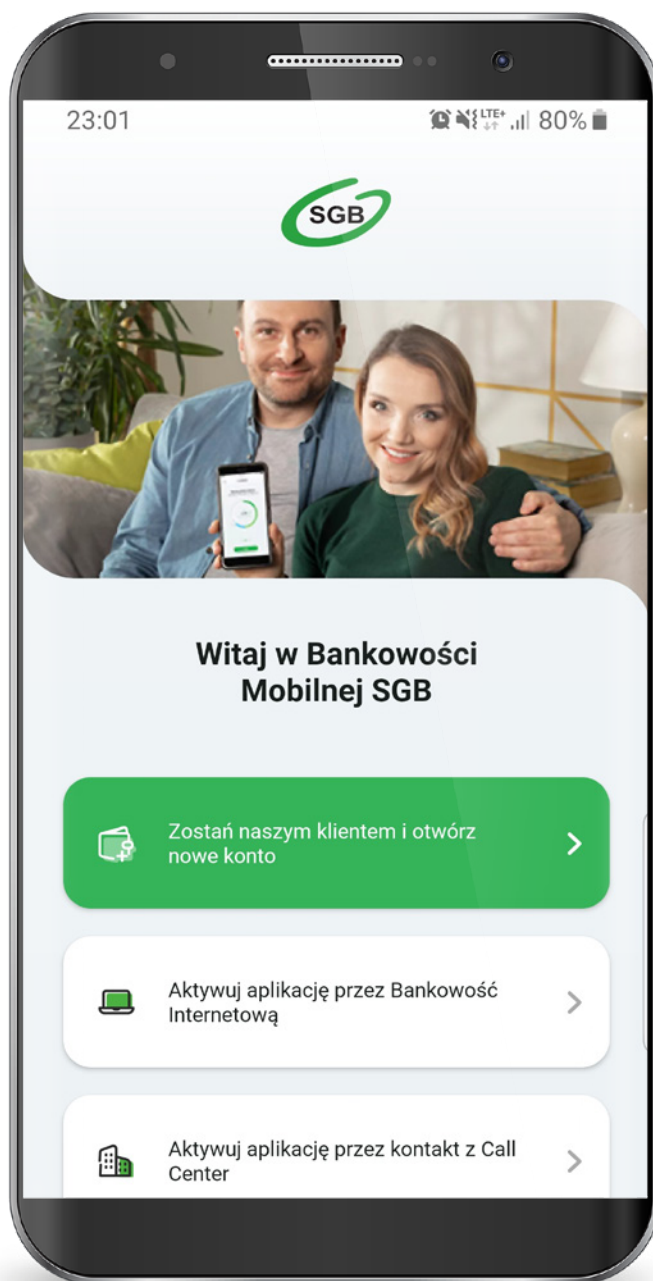 23:01
LTE+ 80%
SGB
Witaj w Bankowości
Mobilnej SGB
Zostań naszym klientem i otwórz
nowe konto
Aktywuj aplikację przez Bankowość
Internetową
Aktywuj aplikację przez kontakt z Call
Center